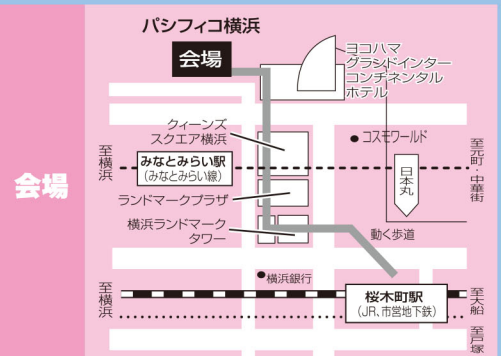 会場
パシフィコ横浜
会場
ヨコハマ
グランドインター
コンチネンタル
ホテル
クィーンズ
スクエア横浜
コスモワールド
至横浜
みなとみらい駅
(みなとみらい線)
日本丸
至元町・中華街
ランドマークプラザ
横浜ランドマーク
タワー
動く歩道
横浜銀行
至横浜
桜木町駅
(JR、市営地下鉄)
至大船
至戸塚